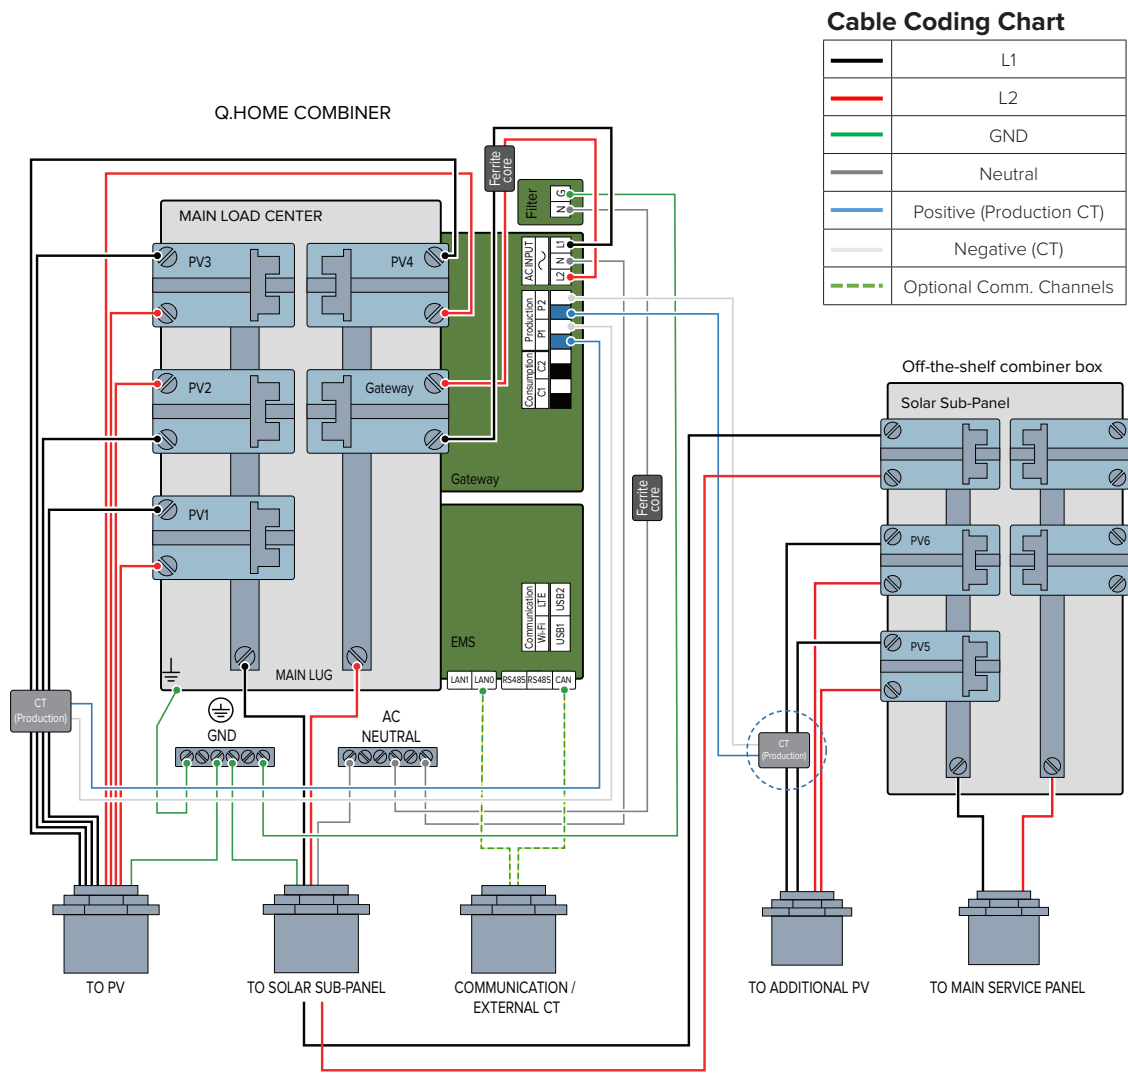 Cable Coding Chart
L1
L2
GND
Neutral
Positive (Production CT)
Negative (CT)
Optional Comm. Channels
Q.HOME COMBINER
Ferrite
core
Filter
G
N
MAIN LOAD CENTER
PV3
PV4
AC INPUT
L1
N
L2
Production
P2
P1
Consumption
C2
C1
PV2
Gateway
Gateway
PV1
Ferrite
core
Communication
Wi-Fi
LTE
USB1
USB2
EMS
MAIN LUG
LAN1
LAN0
RS485
RS485
CAN
CT
(Production)
GND
AC
NEUTRAL
Off-the-shelf combiner box
Solar Sub-Panel
PV6
PV5
CT
(Production)
TO PV
TO SOLAR SUB-PANEL
COMMUNICATION /
EXTERNAL CT
TO ADDITIONAL PV
TO MAIN SERVICE PANEL